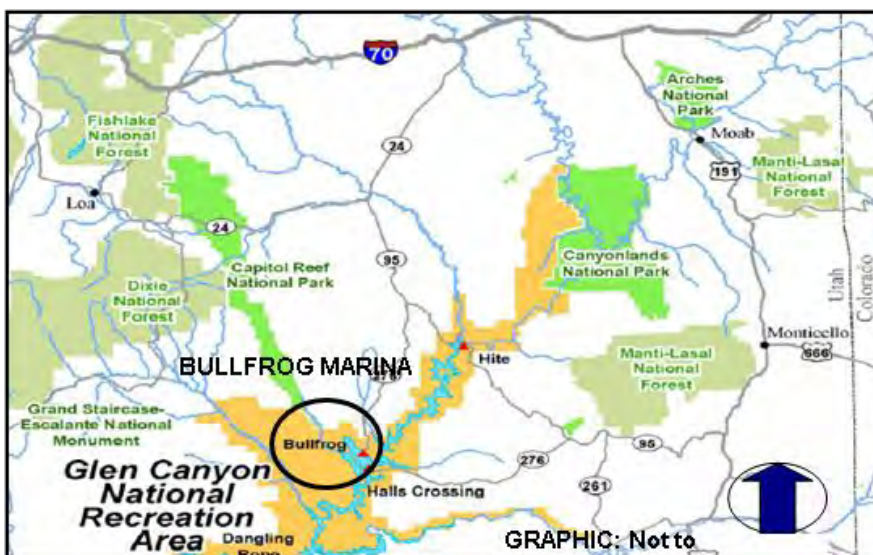 70
Arches
National
Park
Fishlake
National
Forest
24
Moab
191
Manti-Lasal
National
Forest
Loa
24
95
Capitol Reef
National Park
Canyonlands
National Park
Utah
Colorado
Dixie
National
Forest
BULLFROG MARINA
276
Hite
Monticello
666
Manti-Lasal
National
Forest
Grand Staircase-
Escalante National
Monument
Bullfrog
95
276
261
Halls Crossing
Glen Canyon
National
Recreation
Area
Dangling
GRAPHIC: Not to